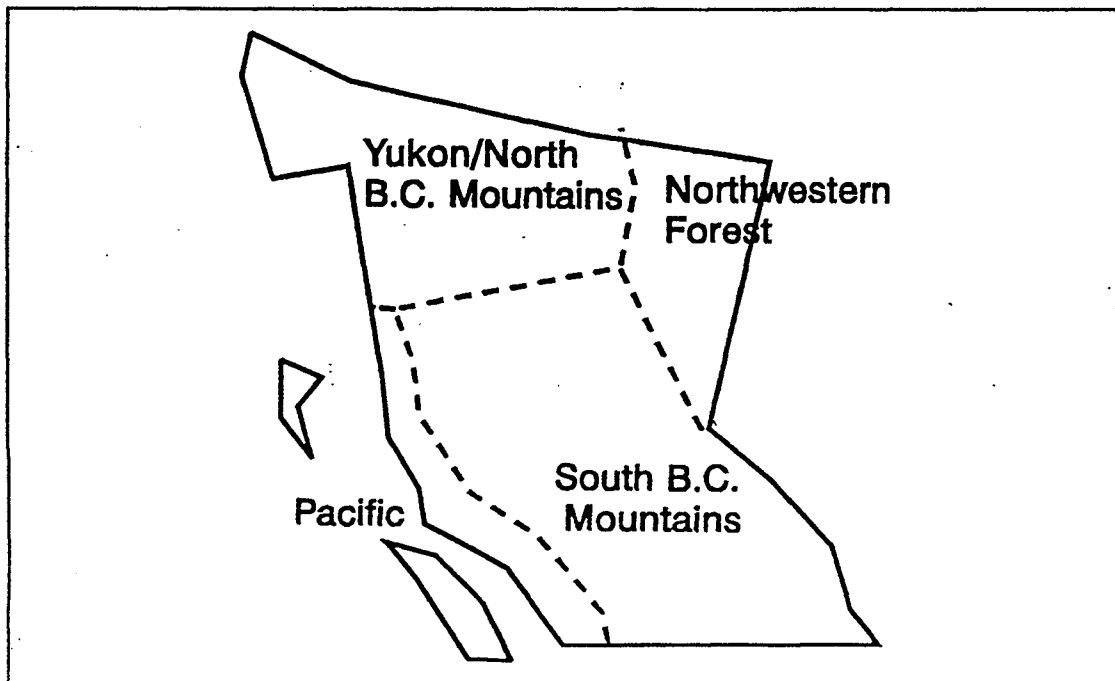 Yukon/North
B.C. Mountains
Northwestern
Forest
South B.C.
Mountains
Pacific